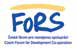 FoRS
České fórum pro rozvojovou spolupráci
Czech Forum for Development Co-operation